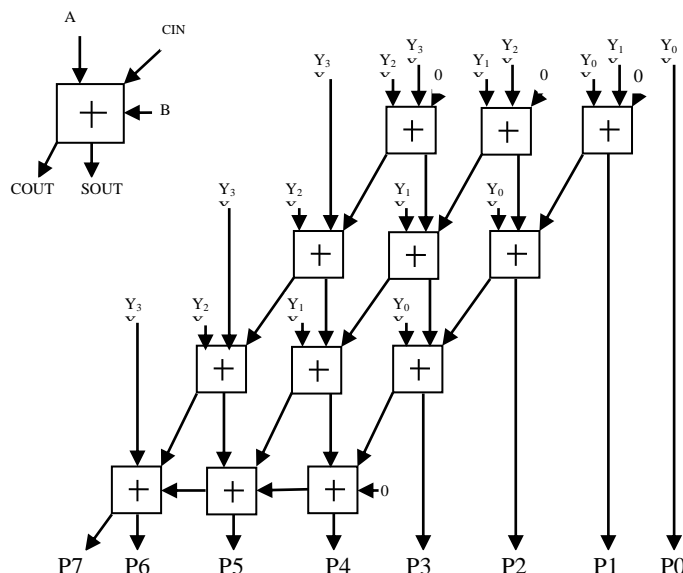 A
CIN
Y3 Y2 Y1 Y0
Y3 Y2 Y1 Y0
0 0 0
+ B
+ + +
COUT SOUT
Y3 Y2 Y1 Y0
+ + +
Y3 Y2 Y1 Y0
+ + +
+ + + 0
P7 P6 P5 P4 P3 P2 P1 P0